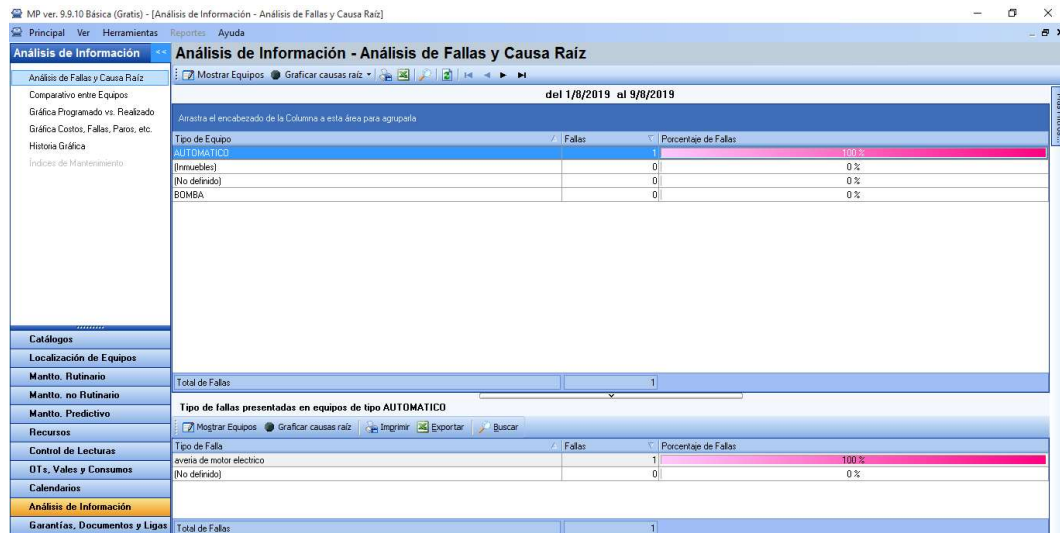 MP ver. 9.9.10 Básica (Gratis) - [Análisis de Información - Análisis de Fallas y Causa Raíz]
Principal Ver Herramientas Reportes Ayuda
Análisis de Información <<
Análisis de Información - Análisis de Fallas y Causa Raíz
Análisis de Fallas y Causa Raíz
Comparativo entre Equipos
Gráfica Programado vs. Realizado
Gráfica Costos, Fallas, Paros, etc.
Historia Gráfica
Índices de Mantenimiento
Mostrar Equipos Graficar causas raíz
del 1/8/2019 al 9/8/2019
Arrastra el encabezado de la Columna a esta área para agruparla
Tipo de Equipo Fallas Porcentaje de Fallas
AUTOMATICO 1 100 %
(Inmuebles) 0 0 %
(No definido) 0 0 %
BOMBA 0 0 %
Total de Fallas 1
Catálogos
Localización de Equipos
Mantto. Rutinario
Mantto. no Rutinario
Mantto. Predictivo
Recursos
Control de Lecturas
OTs, Vales y Consumos
Calendarios
Análisis de Información
Garantías, Documentos y Ligas
Tipo de fallas presentadas en equipos de tipo AUTOMATICO
Mostrar Equipos Graficar causas raíz Imprimir Exportar Buscar
Tipo de Falla Fallas Porcentaje de Fallas
averia de motor electrico 1 100 %
(No definido) 0 0 %
Total de Fallas 1